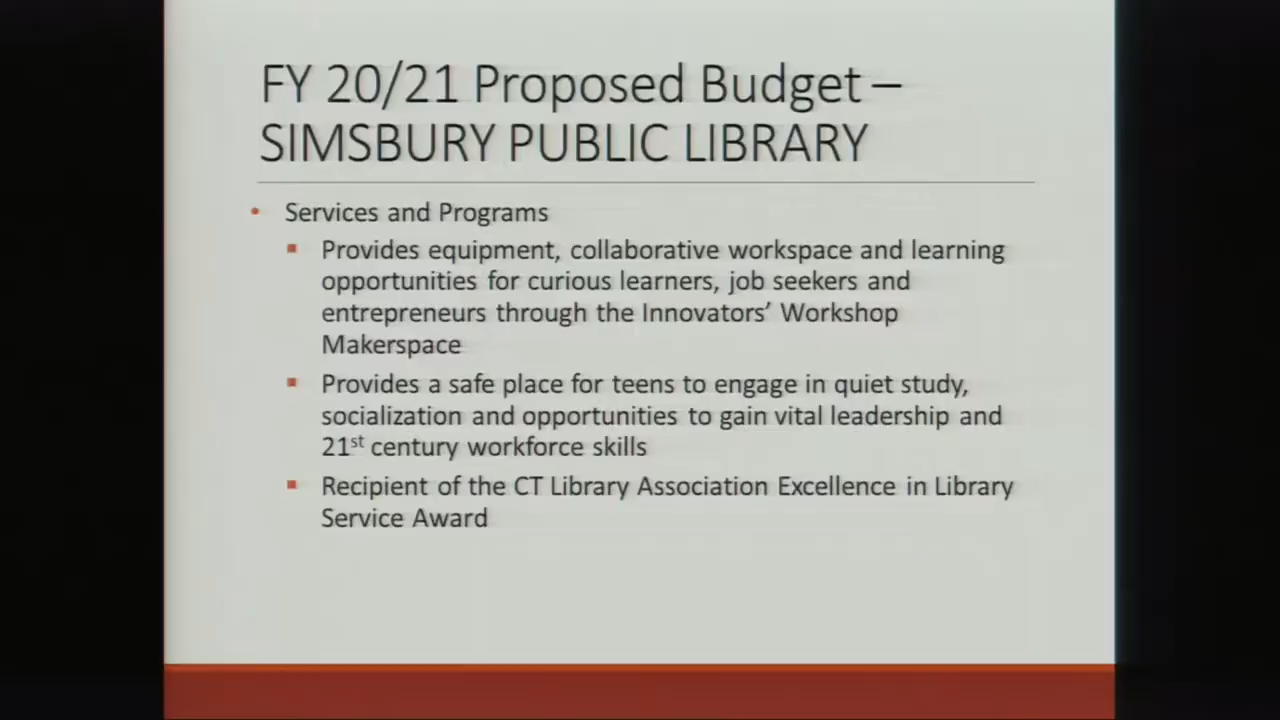 FY 20/21 Proposed Budget –
SIMSBURY PUBLIC LIBRARY
• Services and Programs
▪ Provides equipment, collaborative workspace and learning
opportunities for curious learners, job seekers and
entrepreneurs through the Innovators’ Workshop
Makerspace
▪ Provides a safe place for teens to engage in quiet study,
socialization and opportunities to gain vital leadership and
21st century workforce skills
▪ Recipient of the CT Library Association Excellence in Library
Service Award